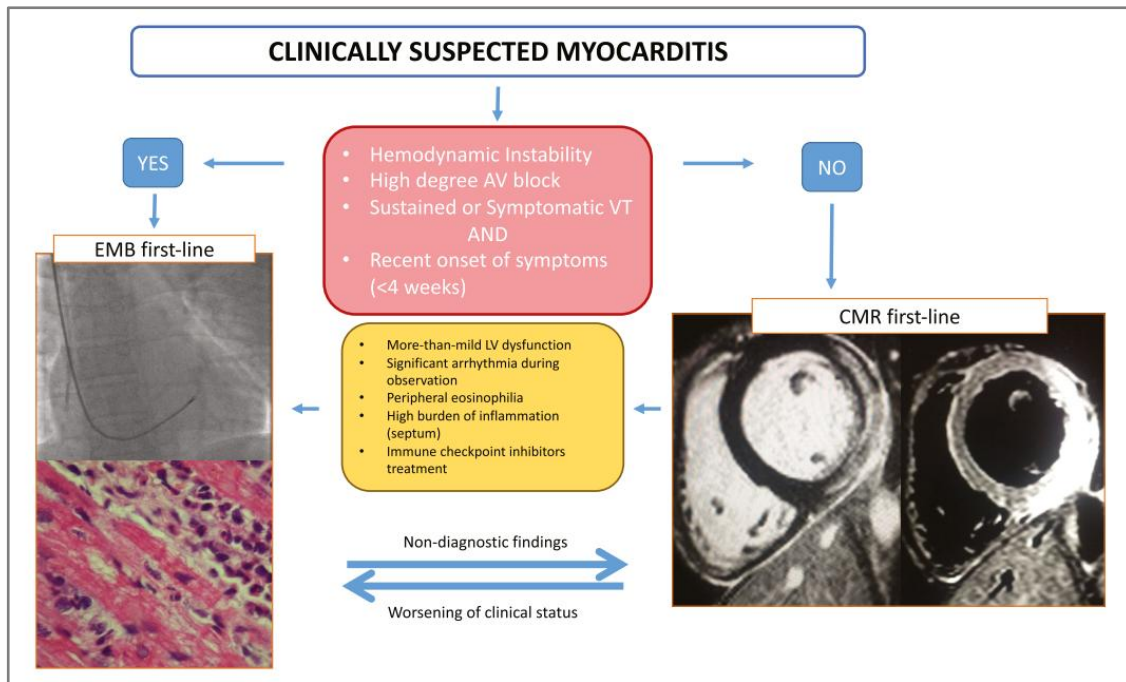 CLINICALLY SUSPECTED MYOCARDITIS
YES
• Hemodynamic Instability
• High degree AV block
• Sustained or Symptomatic VT
AND
• Recent onset of symptoms
(<4 weeks)
NO
EMB first-line
CMR first-line
• More-than-mild LV dysfunction
• Significant arrhythmia during
observation
• Peripheral eosinophilia
• High burden of inflammation
(septum)
• Immune checkpoint inhibitors
treatment
Non-diagnostic findings
Worsening of clinical status